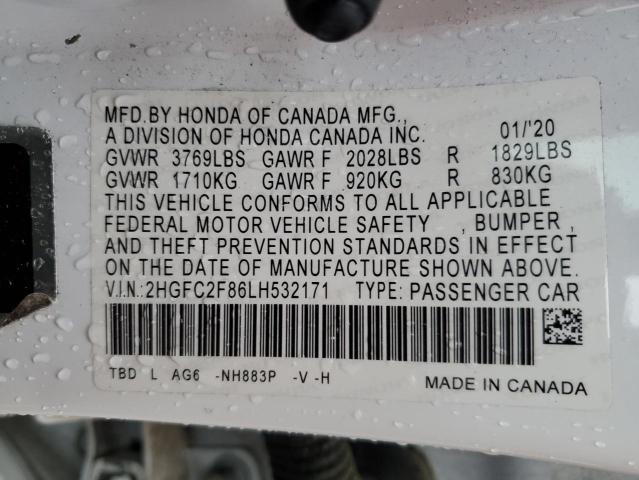 MFD.BY HONDA OF CANADA MFG.,
A DIVISION OF HONDA CANADA INC. 01/'20
GVWR 3769LBS GAWR F 2028LBS R 1829LBS
GVWR 1710KG GAWR F 920KG R 830KG
THIS VEHICLE CONFORMS TO ALL APPLICABLE
FEDERAL MOTOR VEHICLE SAFETY , BUMPER ,
AND THEFT PREVENTION STANDARDS IN EFFECT
ON THE DATE OF MANUFACTURE SHOWN ABOVE.
V.I.N.:2HGFC2F86LH532171 TYPE: PASSENGER CAR
TBD L AG6 -NH883P -V -H
MADE IN CANADA